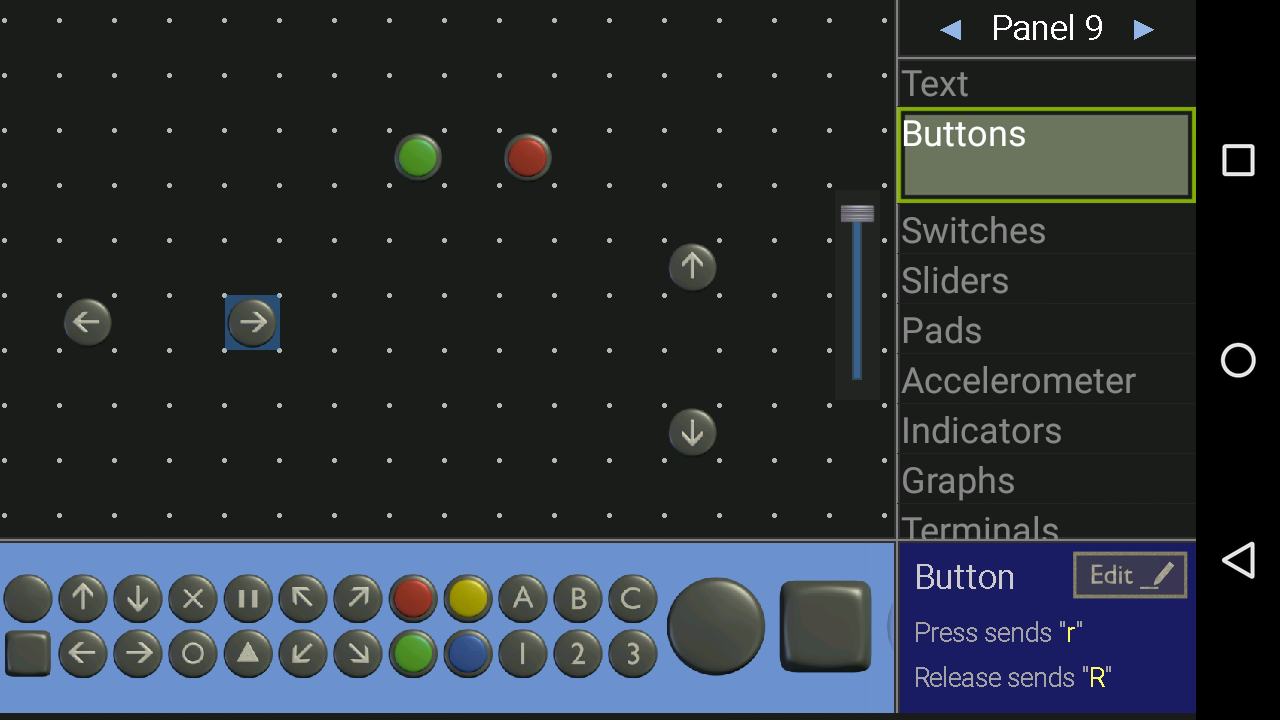 Panel 9
Text
Buttons
Switches
Sliders
Pads
Accelerometer
Indicators
Graphs
Terminals
A B C
1 2 3
Button
Edit
Press sends "r"
Release sends "R"